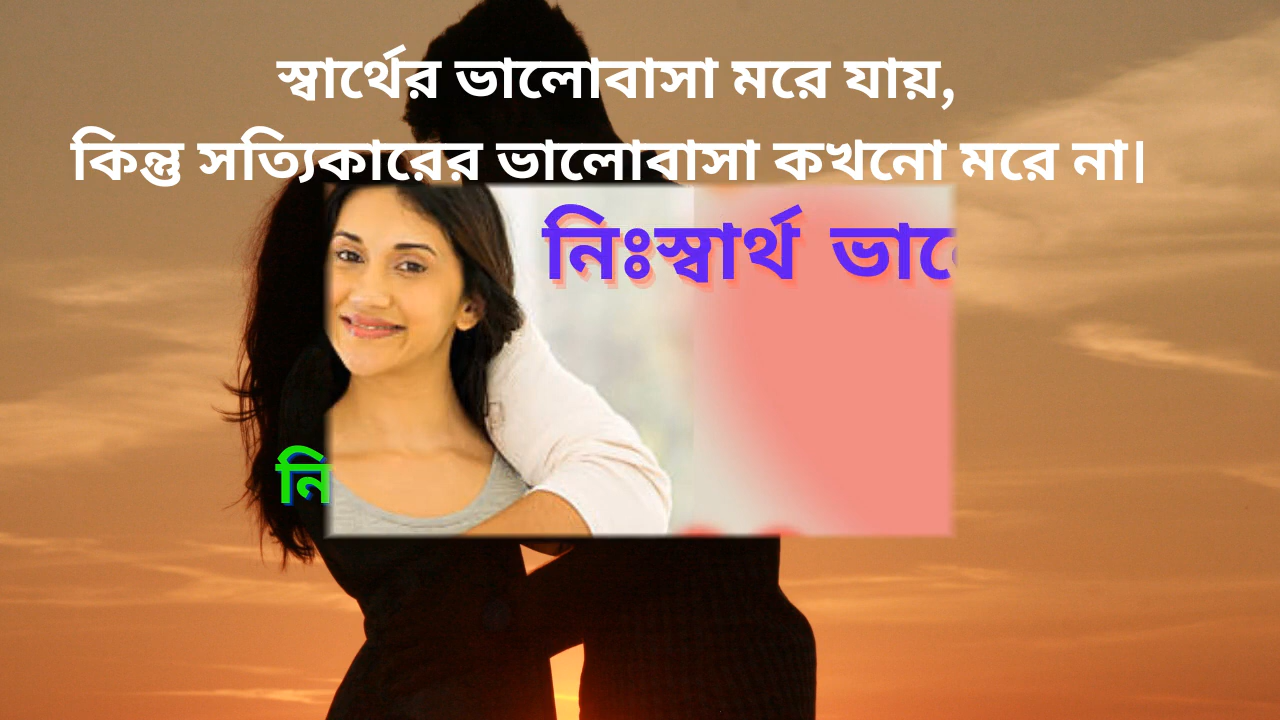 স্বার্থের ভালোবাসা মরে যায়,
কিন্তু সত্যিকারের ভালোবাসা কখনো মরে না।
নিঃস্বার্থ